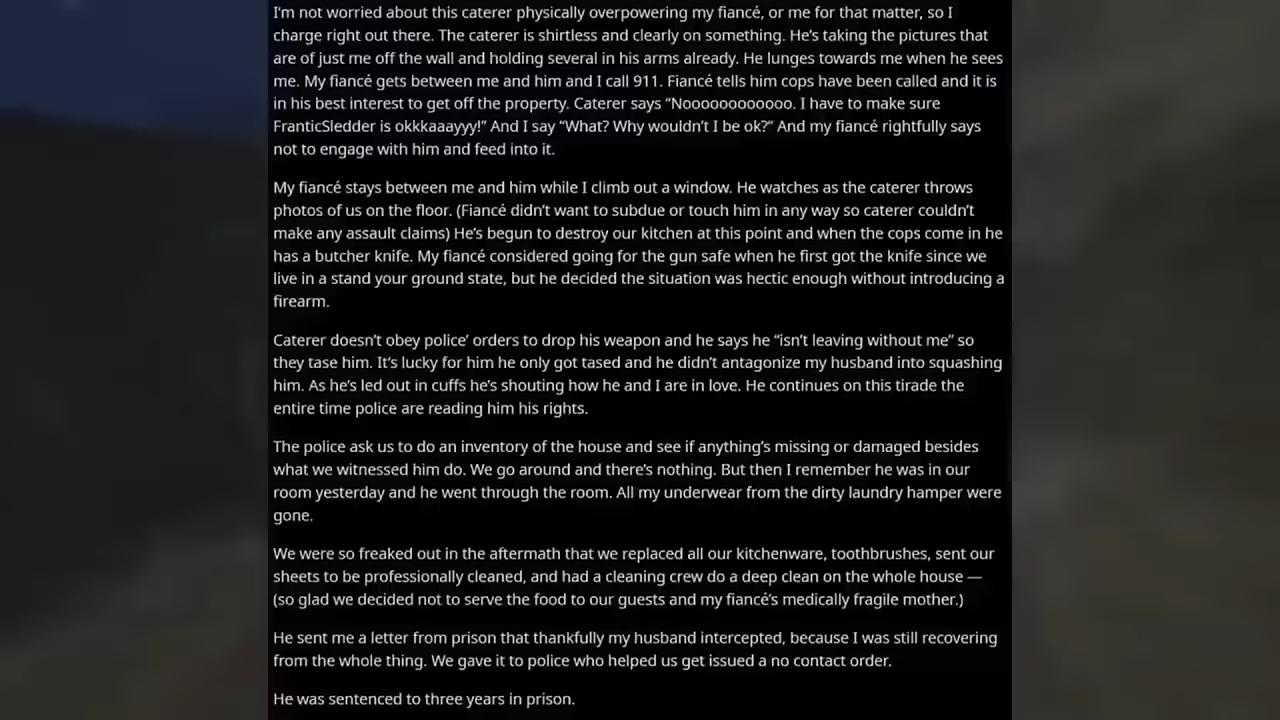 I'm not worried about this caterer physically overpowering my fiancé, or me for that matter, so I
charge right out there. The caterer is shirtless and clearly on something. He's taking the pictures that
are of just me off the wall and holding several in his arms already. He lunges towards me when he sees
me. My fiancé gets between me and him and I call 911. Fiancé tells him cops have been called and it is
in his best interest to get off the property. Caterer says “Nooooooooooo. I have to make sure
FranticSledder is okkkaaayyy!” And I say “What? Why wouldn't I be ok?” And my fiancé rightfully says
not to engage with him and feed into it.
My fiancé stays between me and him while I climb out a window. He watches as the caterer throws
photos of us on the floor. (Fiancé didn't want to subdue or touch him in any way so caterer couldn't
make any assault claims) He's begun to destroy our kitchen at this point and when the cops come in he
has a butcher knife. My fiancé considered going for the gun safe when he first got the knife since we
live in a stand your ground state, but he decided the situation was hectic enough without introducing a
firearm.
Caterer doesn't obey police' orders to drop his weapon and he says he “isn't leaving without me” so
they tase him. It's lucky for him he only got tased and he didn't antagonize my husband into squashing
him. As he's led out in cuffs he's shouting how he and I are in love. He continues on this tirade the
entire time police are reading him his rights.
The police ask us to do an inventory of the house and see if anything's missing or damaged besides
what we witnessed him do. We go around and there's nothing. But then I remember he was in our
room yesterday and he went through the room. All my underwear from the dirty laundry hamper were
gone.
We were so freaked out in the aftermath that we replaced all our kitchenware, toothbrushes, sent our
sheets to be professionally cleaned, and had a cleaning crew do a deep clean on the whole house —
(so glad we decided not to serve the food to our guests and my fiancé's medically fragile mother.)
He sent me a letter from prison that thankfully my husband intercepted, because I was still recovering
from the whole thing. We gave it to police who helped us get issued a no contact order.
He was sentenced to three years in prison.